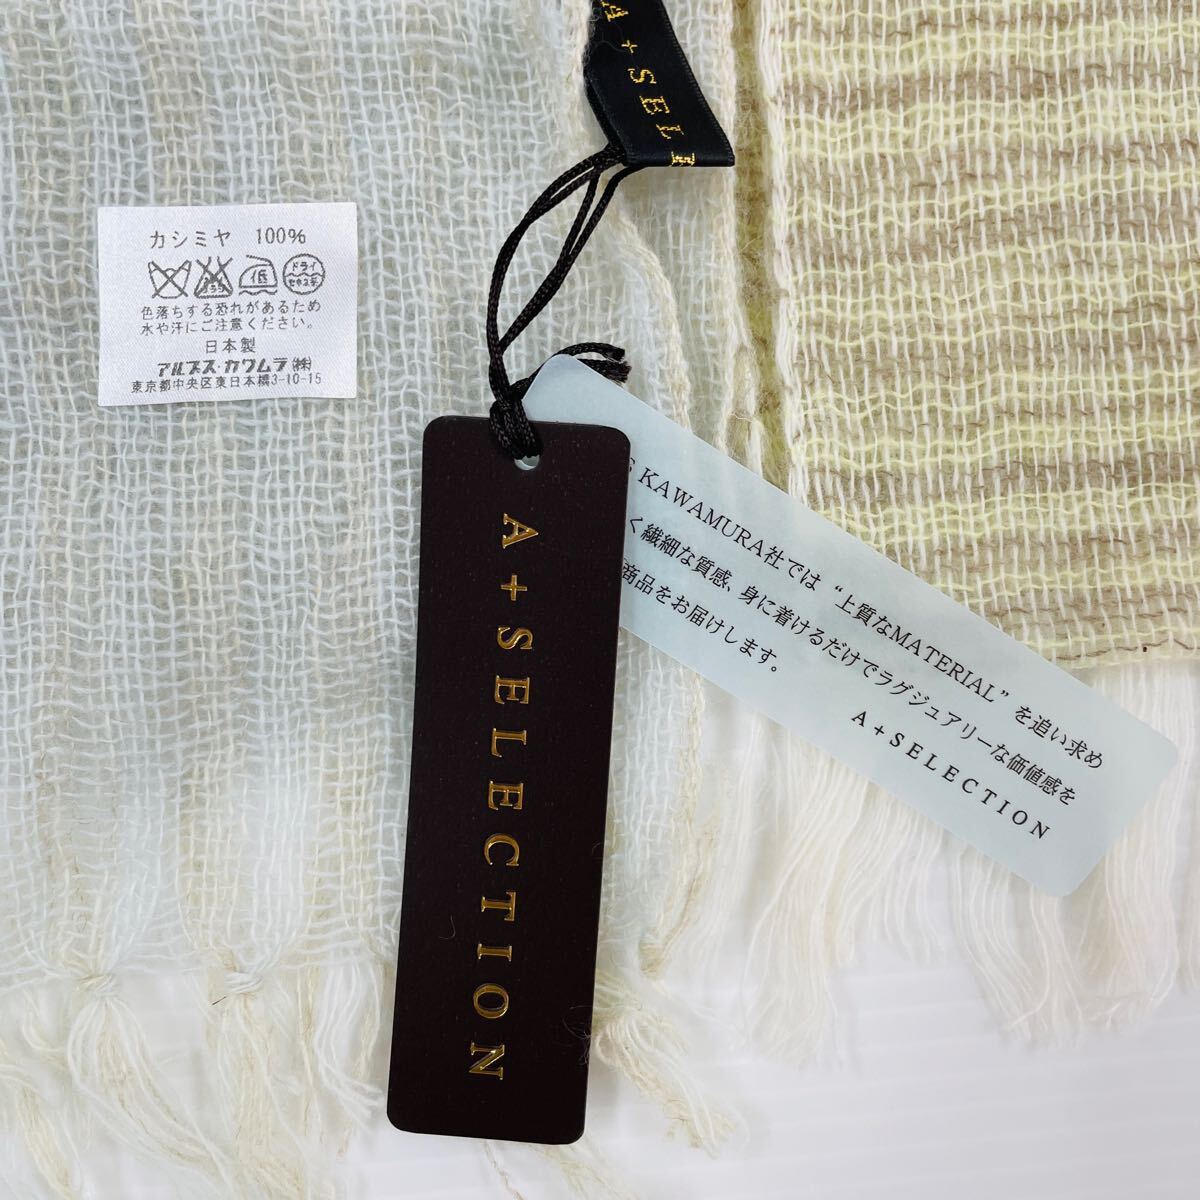 カシミヤ 100%
低
ドライ
色落ちする恐れがあるため
水や汗にご注意ください。
日本製
アルプス・カワムラ(株)
東京都中央区東日本橋3-10-15
+ SELE
A+SELECTION
S KAWAMURA社では “上質なMATERIAL” を追い求め
く繊細な質感、身に着けるだけでラグジュアリーな価値感を
商品をお届けします。
A+SELECTION